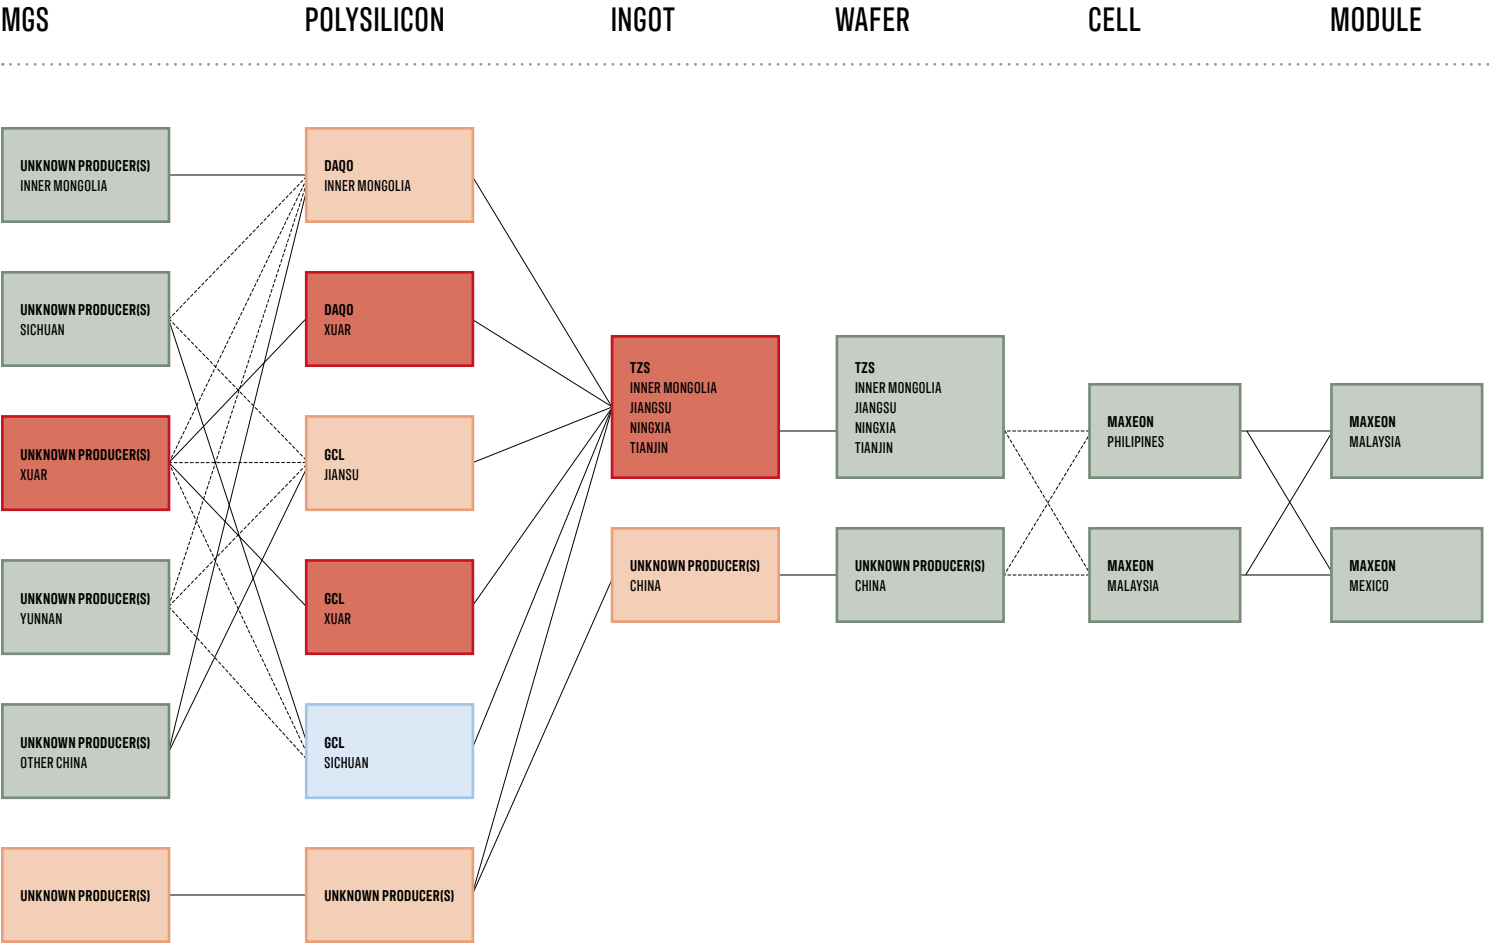 MGS
POLYSILICON
INGOT
WAFER
CELL
MODULE
UNKNOWN PRODUCER(S)
INNER MONGOLIA
UNKNOWN PRODUCER(S)
SICHUAN
UNKNOWN PRODUCER(S)
XUAR
UNKNOWN PRODUCER(S)
YUNNAN
UNKNOWN PRODUCER(S)
OTHER CHINA
UNKNOWN PRODUCER(S)
DAQO
INNER MONGOLIA
DAQO
XUAR
GCL
JIANSU
GCL
XUAR
GCL
SICHUAN
UNKNOWN PRODUCER(S)
TZS
INNER MONGOLIA
JIANGSU
NINGXIA
TIANJIN
UNKNOWN PRODUCER(S)
CHINA
TZS
INNER MONGOLIA
JIANGSU
NINGXIA
TIANJIN
UNKNOWN PRODUCER(S)
CHINA
MAXEON
PHILIPINES
MAXEON
MALAYSIA
MAXEON
MALAYSIA
MAXEON
MEXICO